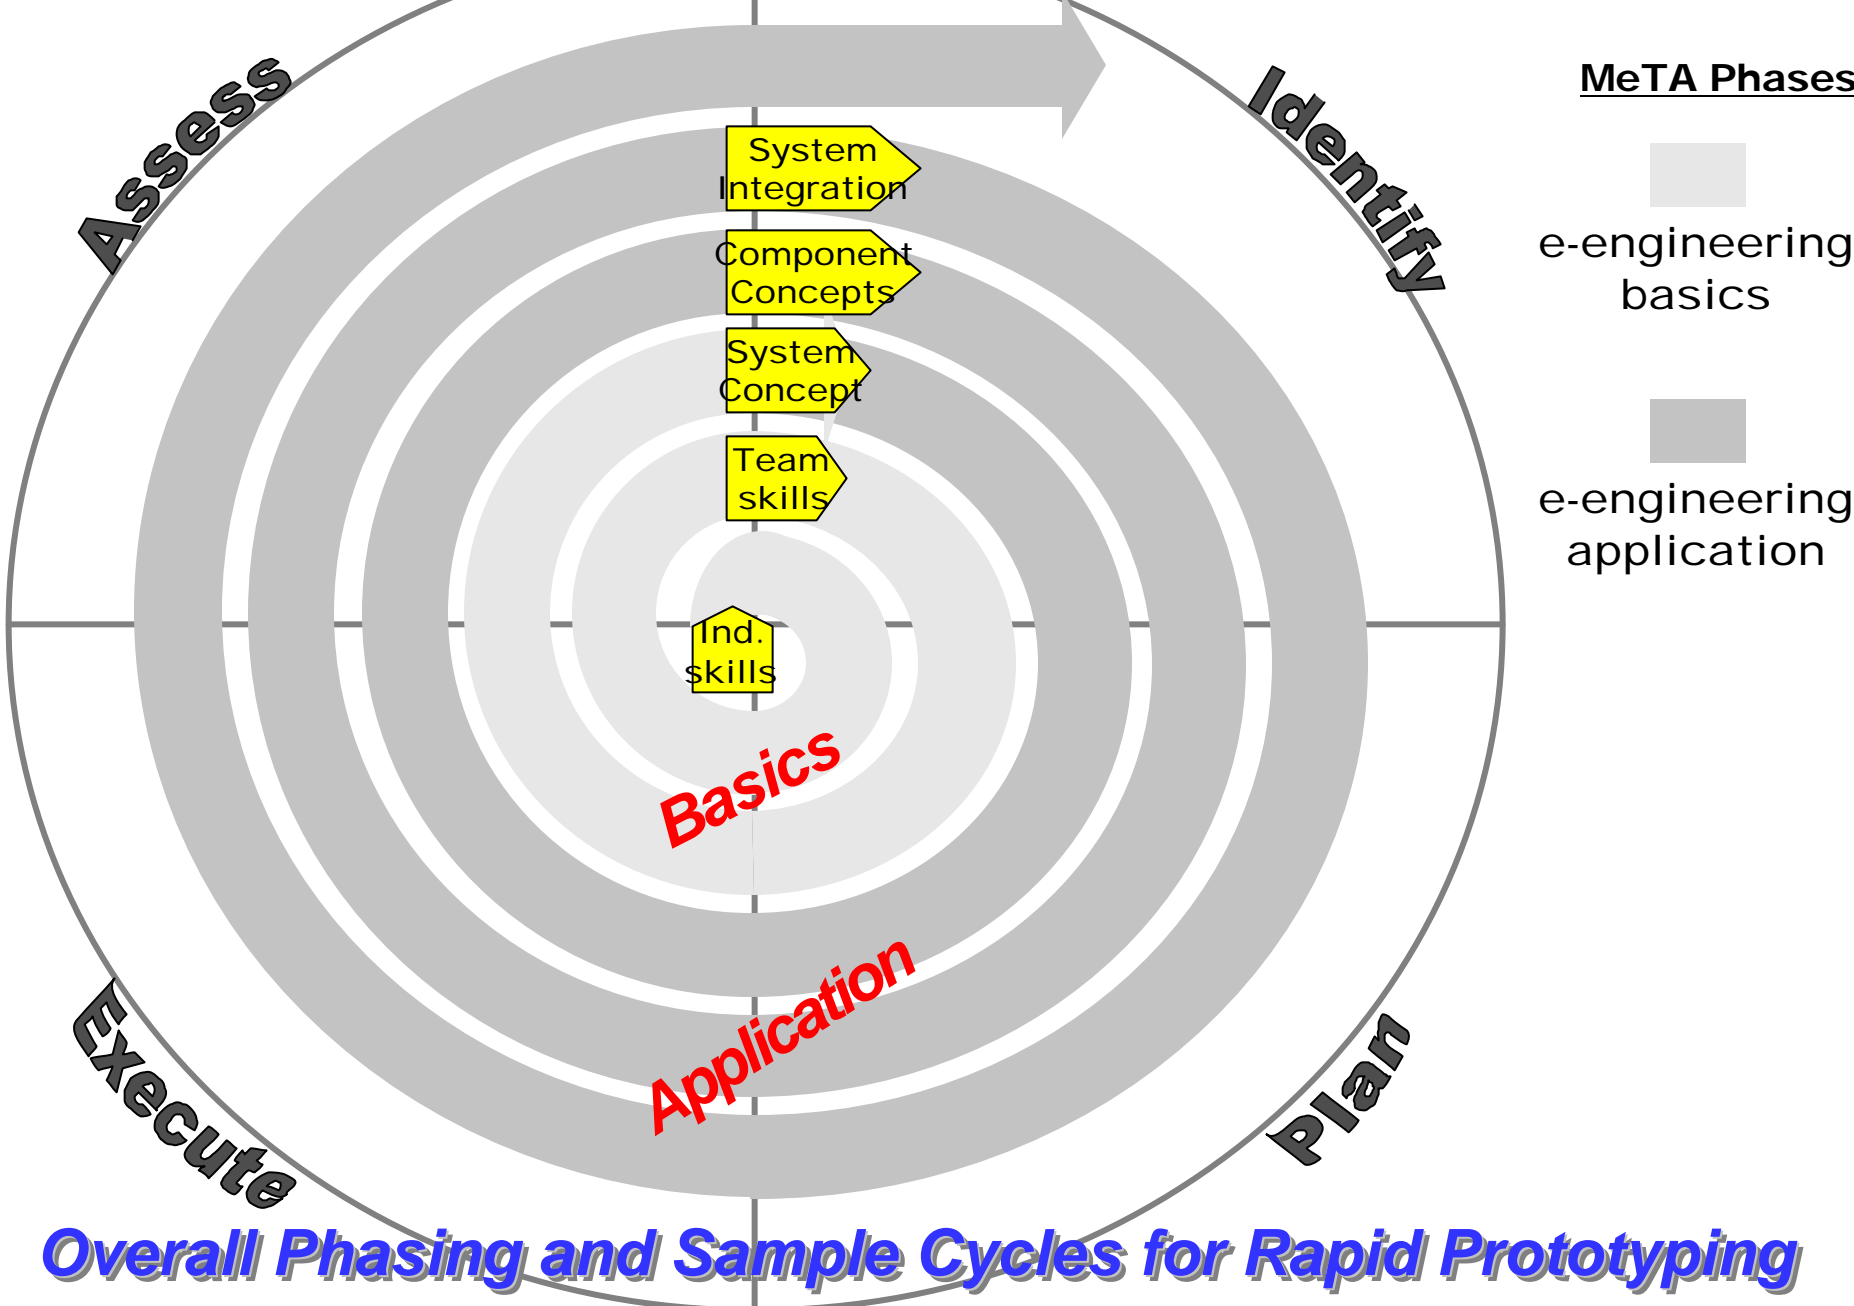 Assess
Identify
MeTA Phases
System
Integration
Component
Concepts
System
Concept
Team
skills
Ind.
skills
e-engineering
basics
e-engineering
application
Basics
Application
Execute
Plan
Overall Phasing and Sample Cycles for Rapid Prototyping